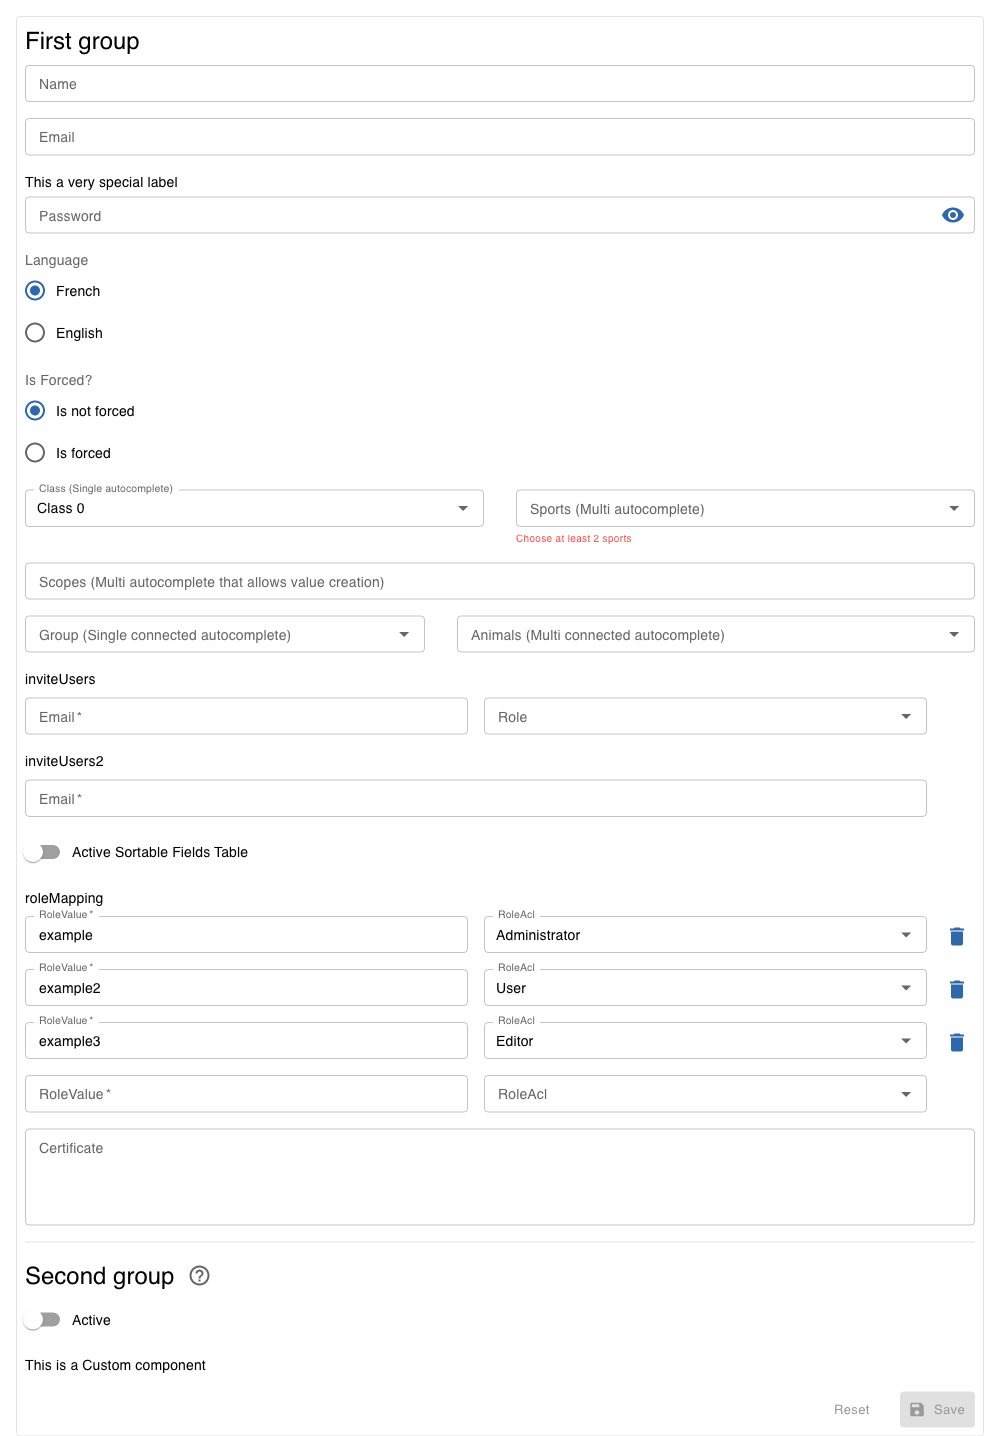 First group
Name
Email
This a very special label
Password
Language
French
English
Is Forced?
Is not forced
Is forced
Class (Single autocomplete)
Class 0
Sports (Multi autocomplete)
Choose at least 2 sports
Scopes (Multi autocomplete that allows value creation)
Group (Single connected autocomplete)
Animals (Multi connected autocomplete)
inviteUsers
Email *
Role
inviteUsers2
Email *
Active Sortable Fields Table
roleMapping
RoleValue *
example
RoleAcl
Administrator
RoleValue *
example2
RoleAcl
User
RoleValue *
example3
RoleAcl
Editor
RoleValue *
RoleAcl
Certificate
Second group
Active
This is a Custom component
Reset
Save